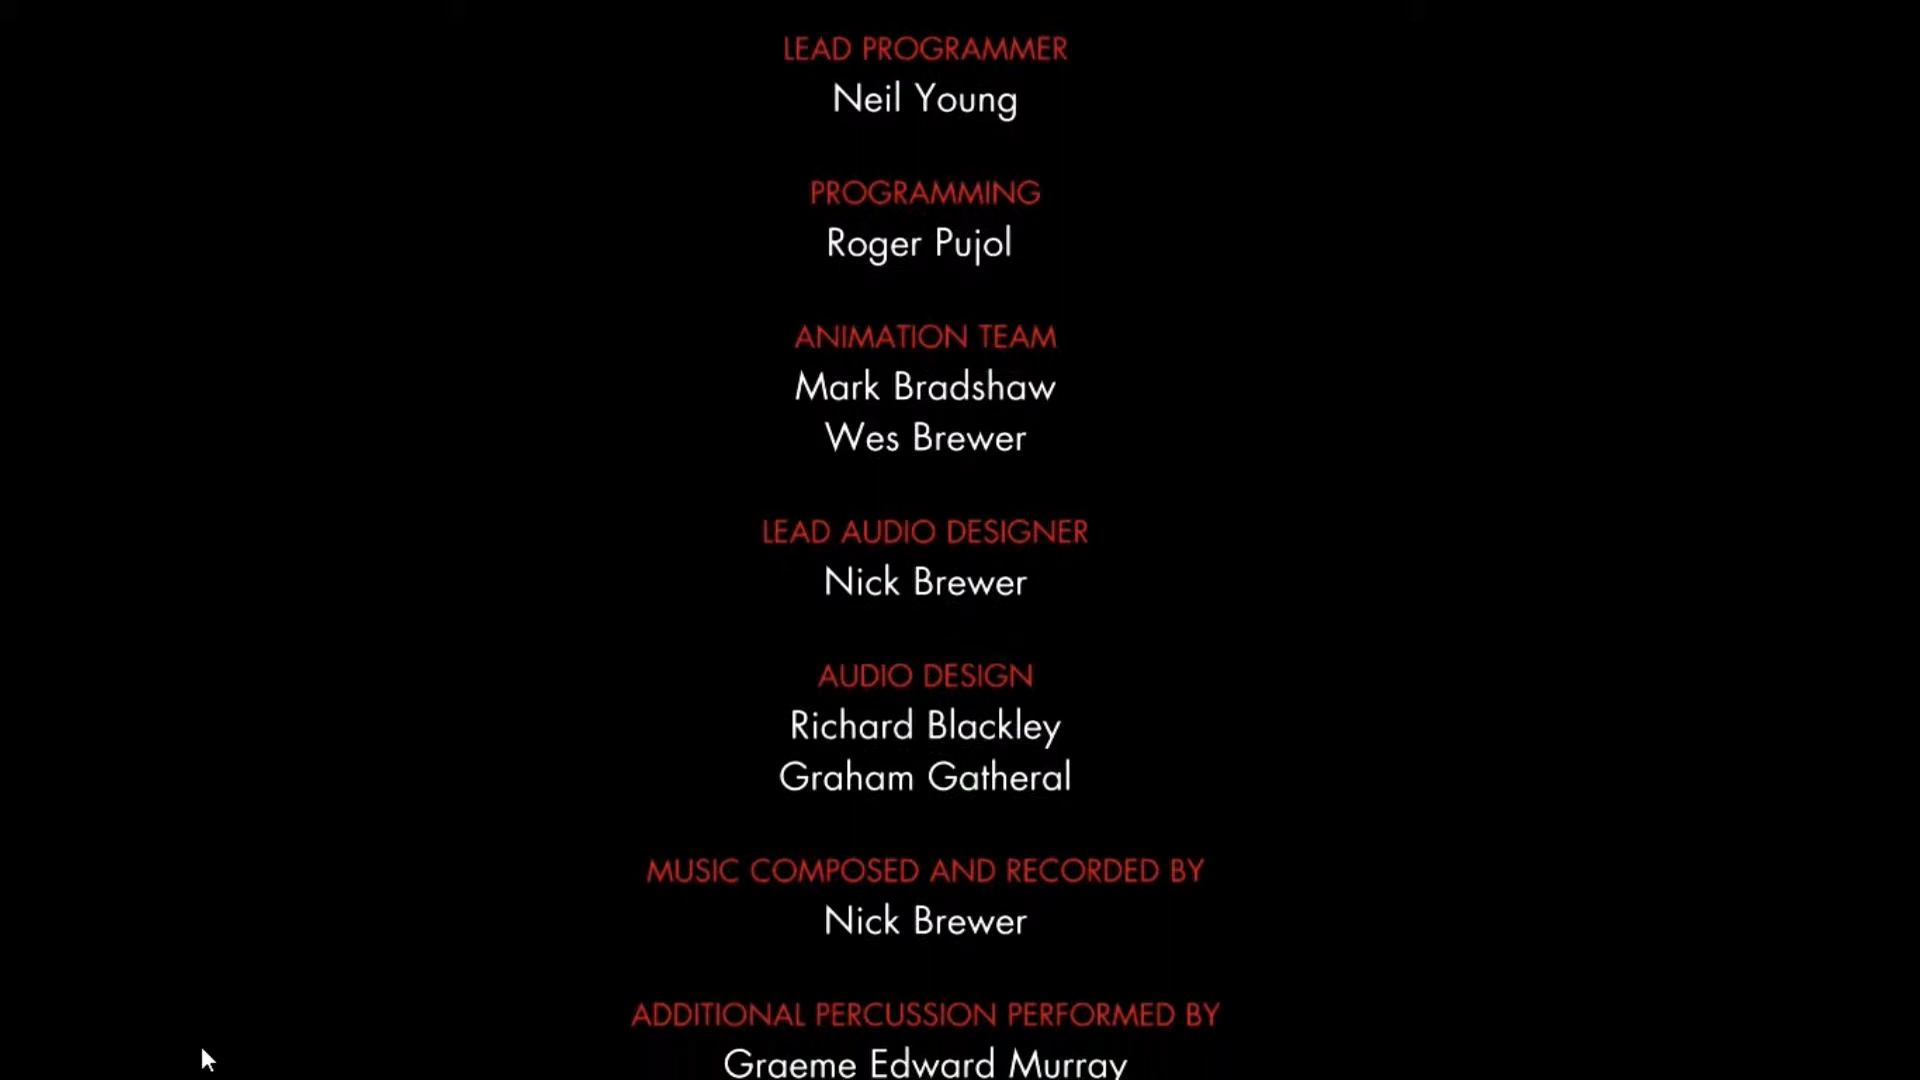 LEAD PROGRAMMER
Neil Young
PROGRAMMING
Roger Pujol
ANIMATION TEAM
Mark Bradshaw
Wes Brewer
LEAD AUDIO DESIGNER
Nick Brewer
AUDIO DESIGN
Richard Blackley
Graham Gatheral
MUSIC COMPOSED AND RECORDED BY
Nick Brewer
ADDITIONAL PERCUSSION PERFORMED BY
Graeme Edward Murray